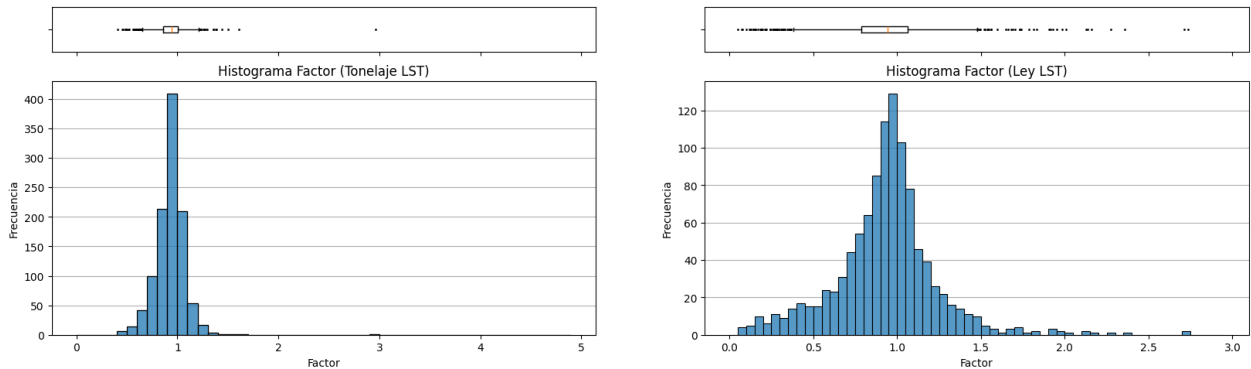 Histograma Factor (Tonelaje LST)
Frecuencia
400
350
300
250
200
150
100
50
0
0 1 2 3 4 5
Factor
Histograma Factor (Ley LST)
Frecuencia
120
100
80
60
40
20
0
0.0 0.5 1.0 1.5 2.0 2.5 3.0
Factor